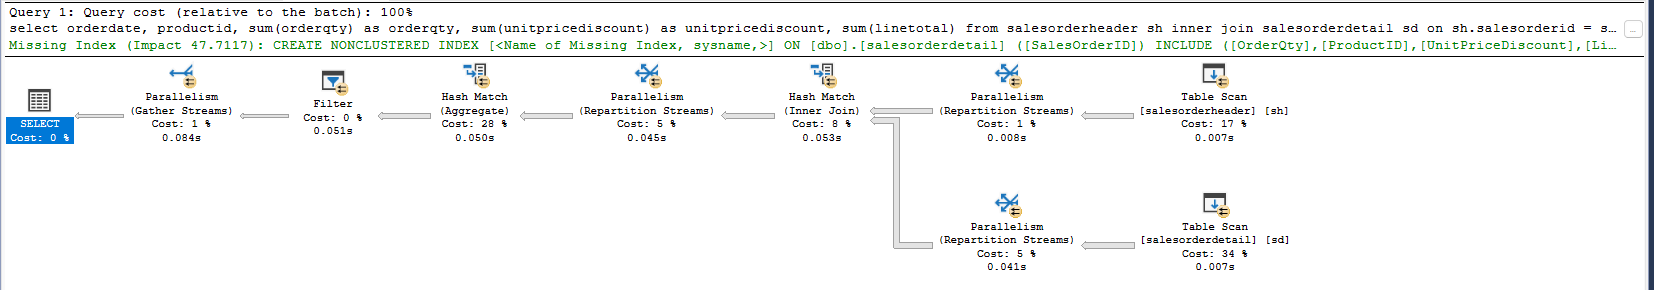 Query 1: Query cost (relative to the batch): 100%
select orderdate, productid, sum(orderqty) as orderqty, sum(unitpricediscount) as unitpricediscount, sum(linetotal) from salesorderheader sh inner join salesorderdetail sd on sh.salesorderid = s…
Missing Index (Impact 47.7117): CREATE NONCLUSTERED INDEX [<Name of Missing Index, sysname,>] ON [dbo].[salesorderdetail] ([SalesOrderID]) INCLUDE ([OrderQty],[ProductID],[UnitPriceDiscount],[Li…
SELECT
Cost: 0 %
Parallelism
(Gather Streams)
Cost: 1 %
0.084s
Filter
Cost: 0 %
0.051s
Hash Match
(Aggregate)
Cost: 28 %
0.050s
Parallelism
(Repartition Streams)
Cost: 5 %
0.045s
Hash Match
(Inner Join)
Cost: 8 %
0.053s
Parallelism
(Repartition Streams)
Cost: 1 %
0.008s
Table Scan
[salesorderheader] [sh]
Cost: 17 %
0.007s
Parallelism
(Repartition Streams)
Cost: 5 %
0.041s
Table Scan
[salesorderdetail] [sd]
Cost: 34 %
0.007s